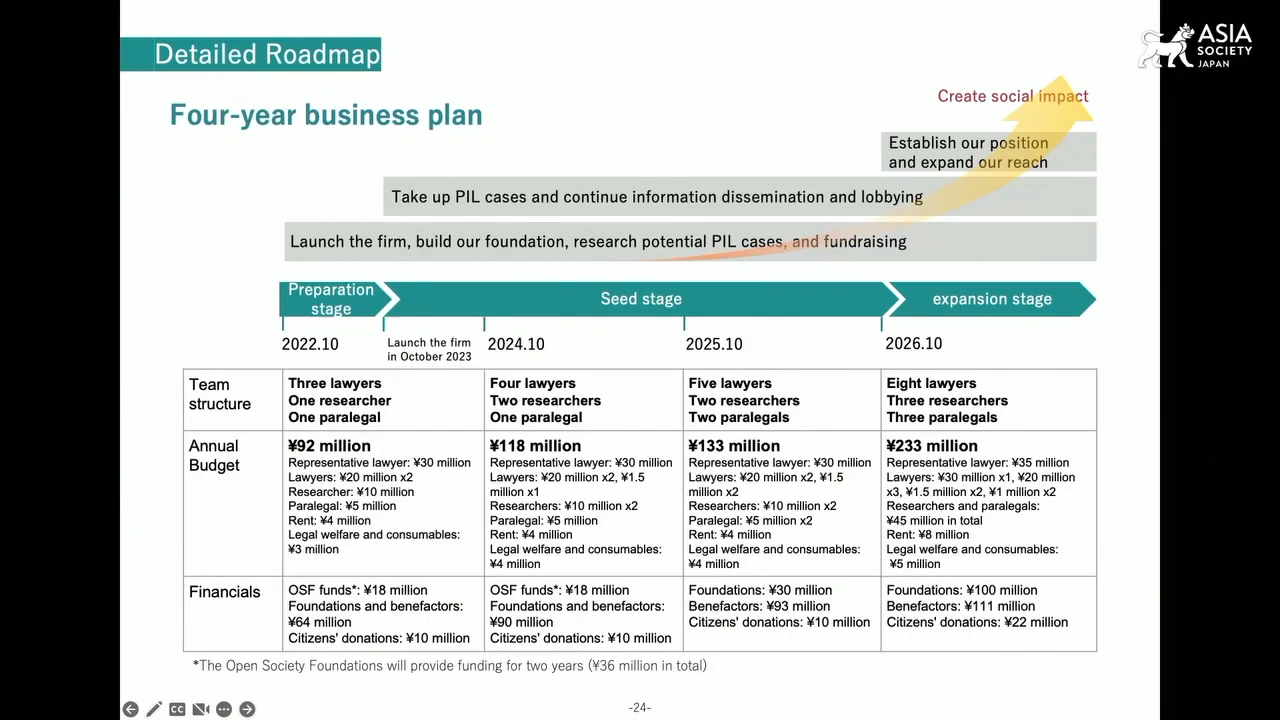 Detailed Roadmap
ASIA
SOCIETY
JAPAN
Four-year business plan
Create social impact
Establish our position
and expand our reach
Take up PIL cases and continue information dissemination and lobbying
Launch the firm, build our foundation, research potential PIL cases, and fundraising
Preparation
stage
Seed stage
expansion stage
2022.10
Launch the firm
in October 2023
2024.10
2025.10
2026.10
Team
structure
Three lawyers
One researcher
One paralegal
Four lawyers
Two researchers
One paralegal
Five lawyers
Two researchers
Two paralegals
Eight lawyers
Three researchers
Three paralegals
Annual
Budget
¥92 million
Representative lawyer: ¥30 million
Lawyers: ¥20 million x2
Researcher: ¥10 million
Paralegal: ¥5 million
Rent: ¥4 million
Legal welfare and consumables:
¥3 million
¥118 million
Representative lawyer: ¥30 million
Lawyers: ¥20 million x2, ¥1.5
million x1
Researchers: ¥10 million x2
Paralegal: ¥5 million
Rent: ¥4 million
Legal welfare and consumables:
¥4 million
¥133 million
Representative lawyer: ¥30 million
Lawyers: ¥20 million x2, ¥1.5
million x2
Researchers: ¥10 million x2
Paralegal: ¥5 million x2
Rent: ¥4 million
Legal welfare and consumables:
¥4 million
¥233 million
Representative lawyer: ¥35 million
Lawyers: ¥30 million x1, ¥20 million
x3, ¥1.5 million x2, ¥1 million x2
Researchers and paralegals:
¥45 million in total
Rent: ¥8 million
Legal welfare and consumables:
¥5 million
Financials
OSF funds*: ¥18 million
Foundations and benefactors:
¥64 million
Citizens' donations: ¥10 million
OSF funds*: ¥18 million
Foundations and benefactors:
¥90 million
Citizens' donations: ¥10 million
Foundations: ¥30 million
Benefactors: ¥93 million
Citizens' donations: ¥10 million
Foundations: ¥100 million
Benefactors: ¥111 million
Citizens' donations: ¥22 million
*The Open Society Foundations will provide funding for two years (¥36 million in total)
CC
-24-